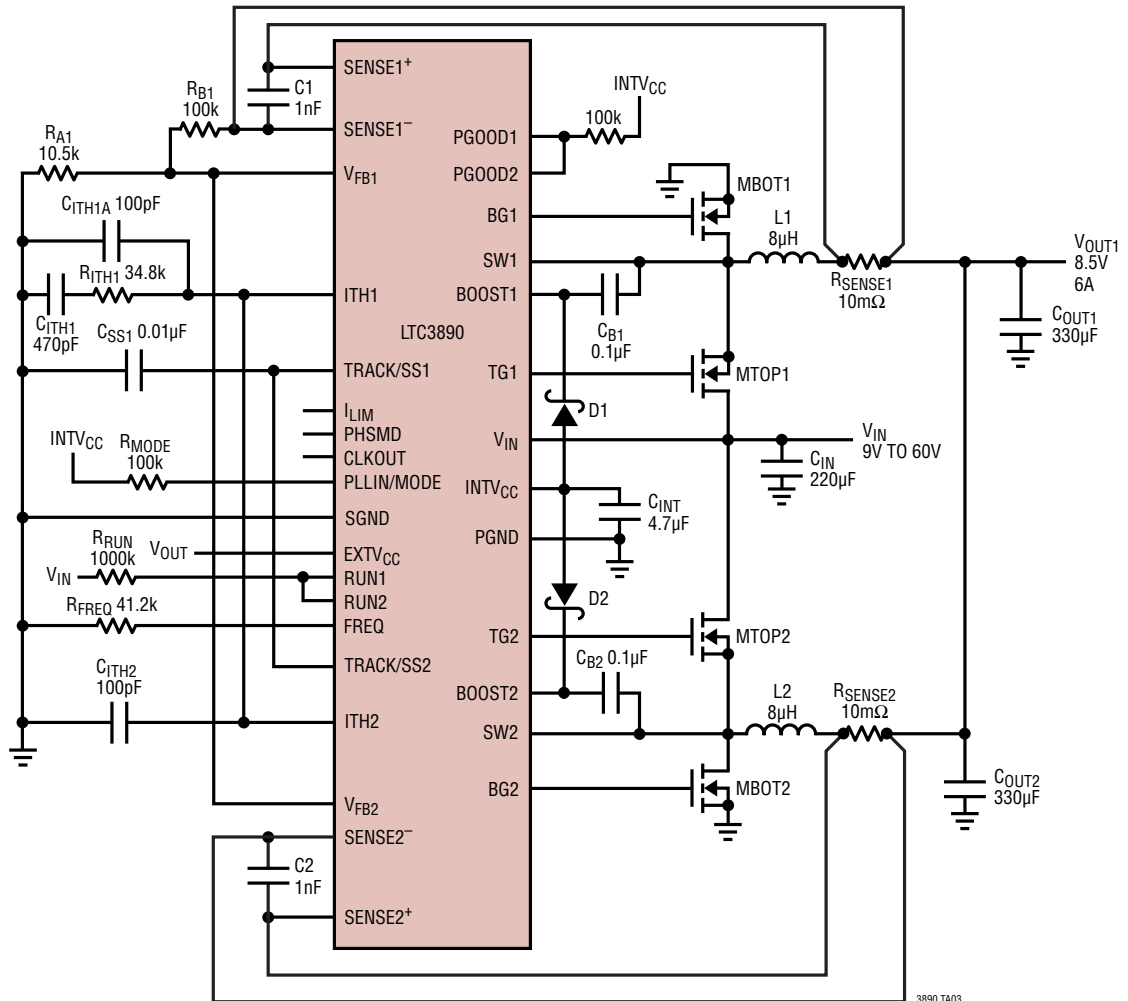 SENSE1+
SENSE1–
VFB1
ITH1
LTC3890
TRACK/SS1
ILIM
PHSMD
CLKOUT
PLLIN/MODE
SGND
EXTVCC
RUN1
RUN2
FREQ
TRACK/SS2
ITH2
VFB2
SENSE2–
SENSE2+
PGOOD1
PGOOD2
BG1
SW1
BOOST1
TG1
VIN
INTVCC
PGND
TG2
BOOST2
SW2
BG2
C1
1nF
RB1
100k
RA1
10.5k
CITH1A 100pF
RITH1 34.8k
CITH1
470pF
CSS1 0.01µF
INTVCC
RMODE
100k
VOUT
RRUN
1000k
VIN
RFREQ 41.2k
CITH2
100pF
C2
1nF
INTVCC
100k
MBOT1
L1
8µH
RSENSE1
10mΩ
VOUT1
8.5V
6A
COUT1
330µF
CB1
0.1µF
MTOP1
D1
VIN
9V TO 60V
CIN
220µF
CINT
4.7µF
D2
MTOP2
CB2 0.1µF
L2
8µH
RSENSE2
10mΩ
MBOT2
COUT2
330µF
3890 TA03